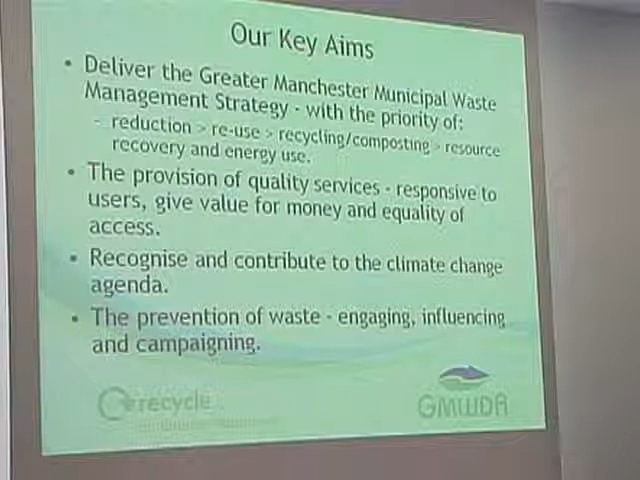 Our Key Aims
• Deliver the Greater Manchester Municipal Waste
Management Strategy - with the priority of:
- reduction > re-use > recycling/composting > resource
recovery and energy use.
• The provision of quality services - responsive to
users, give value for money and equality of
access.
• Recognise and contribute to the climate change
agenda.
• The prevention of waste - engaging, influencing
and campaigning.
recycle
GMWDA